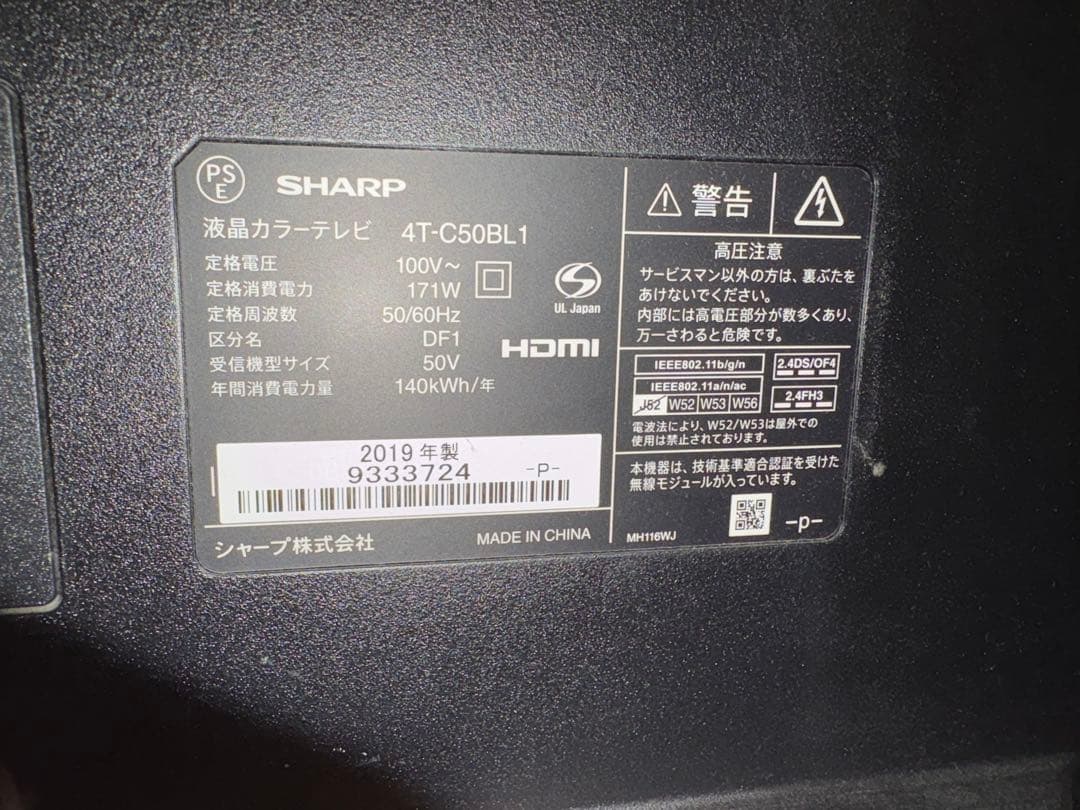 PS
E
SHARP
液晶カラーテレビ 4T-C50BL1
定格電圧 100V~
定格消費電力 171W
定格周波数 50/60Hz
区分名 DF1
受信機型サイズ 50V
年間消費電力量 140kWh/年
UL Japan
HDMI
2019 年製
9333724 -P-
シャープ株式会社 MADE IN CHINA
警告
高圧注意
サービスマン以外の方は、裏ぶたを
あけないでください。
内部には高電圧部分が数多くあり、
万一さわると危険です。
IEEE802.11b/g/n 2.4DS/OF4
IEEE802.11a/n/ac
J52 W52 W53 W56 2.4FH3
電波法により、W52/W53は屋外での
使用は禁止されております。
本機器は、技術基準適合認証を受けた
無線モジュールが入っています。
MH116WJ -p-